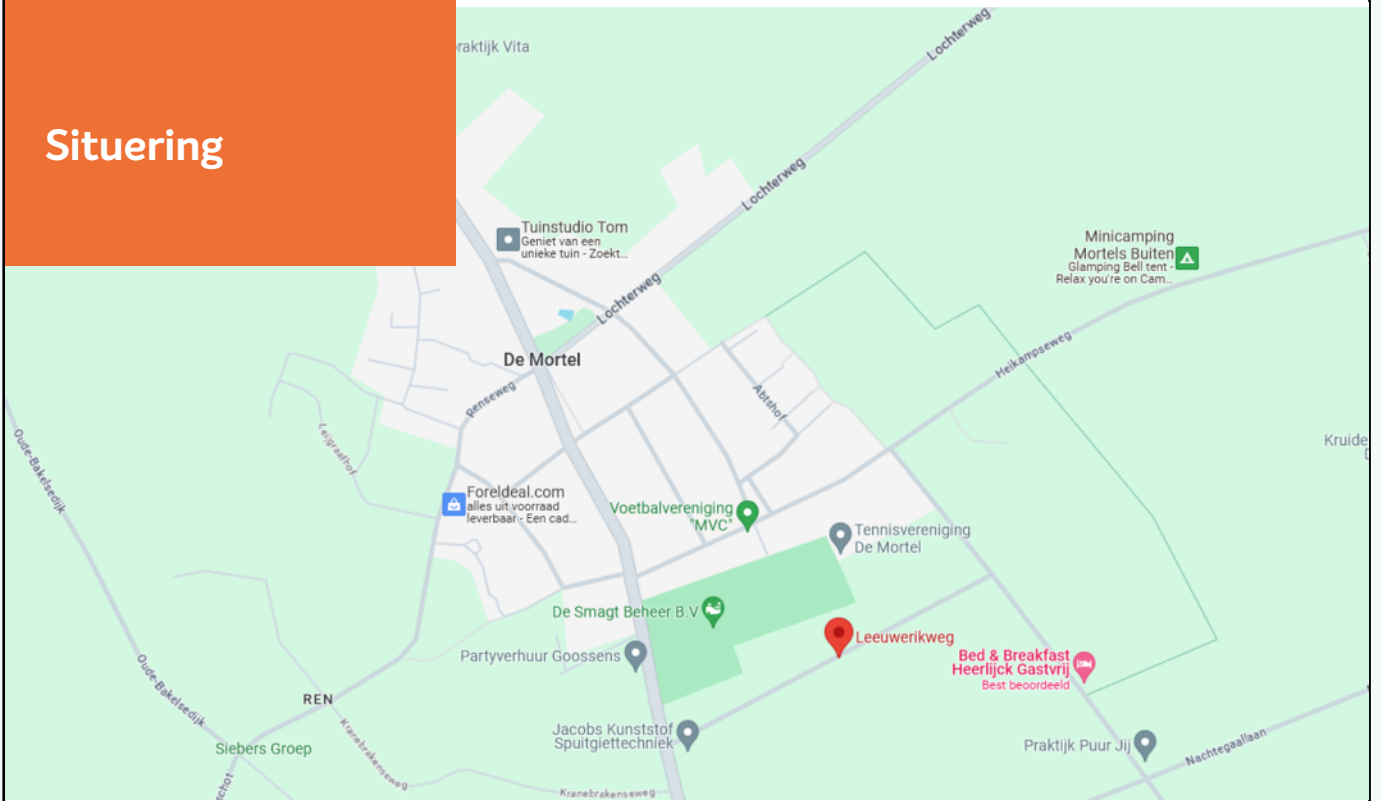 Situering
raktijk Vita
Lochterweg
Lochterweg
Tuinstudio Tom
Geniet van een
unieke tuin - Zoekt...
Minicamping
Mortels Buiten
Glamping Bell tent -
Relax you're on Cam...
Lochterweg
De Mortel
Heikampseweg
Renseweg
Abtshof
Leijgraafhof
Oude-Bakelsedijk
Kruide
Foreldeal.com
alles uit voorraad
leverbaar - Een cad...
Voetbalvereniging
"MVC"
Tennisvereniging
De Mortel
De Smagt Beheer B.V
Leeuwerikweg
Partyverhuur Goossens
Bed & Breakfast
Heerlijck Gastvrij
Best beoordeeld
Oude-Bakelsedijk
REN
Kranebrakenseweg
Siebers Groep
Jacobs Kunststof
Spuitgiettechniek
Praktijk Puur Jij
Nachtegaallaan
schot
Kranebrakenseweg